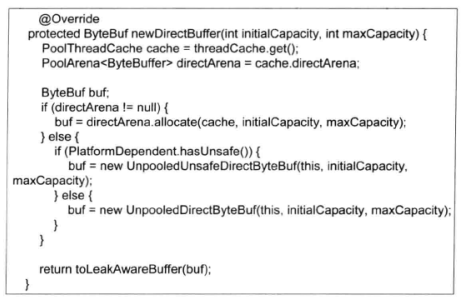 @Override
protected ByteBuf newDirectBuffer(int initialCapacity, int maxCapacity) {
PoolThreadCache cache = threadCache.get();
PoolArena<ByteBuffer> directArena = cache.directArena;
ByteBuf buf;
if (directArena != null) {
buf = directArena.allocate(cache, initialCapacity, maxCapacity);
} else {
if (PlatformDependent.hasUnsafe()) {
buf = new UnpooledUnsafeDirectByteBuf(this, initialCapacity,
maxCapacity);
} else {
buf = new UnpooledDirectByteBuf(this, initialCapacity, maxCapacity);
}
}
return toLeakAwareBuffer(buf);
}